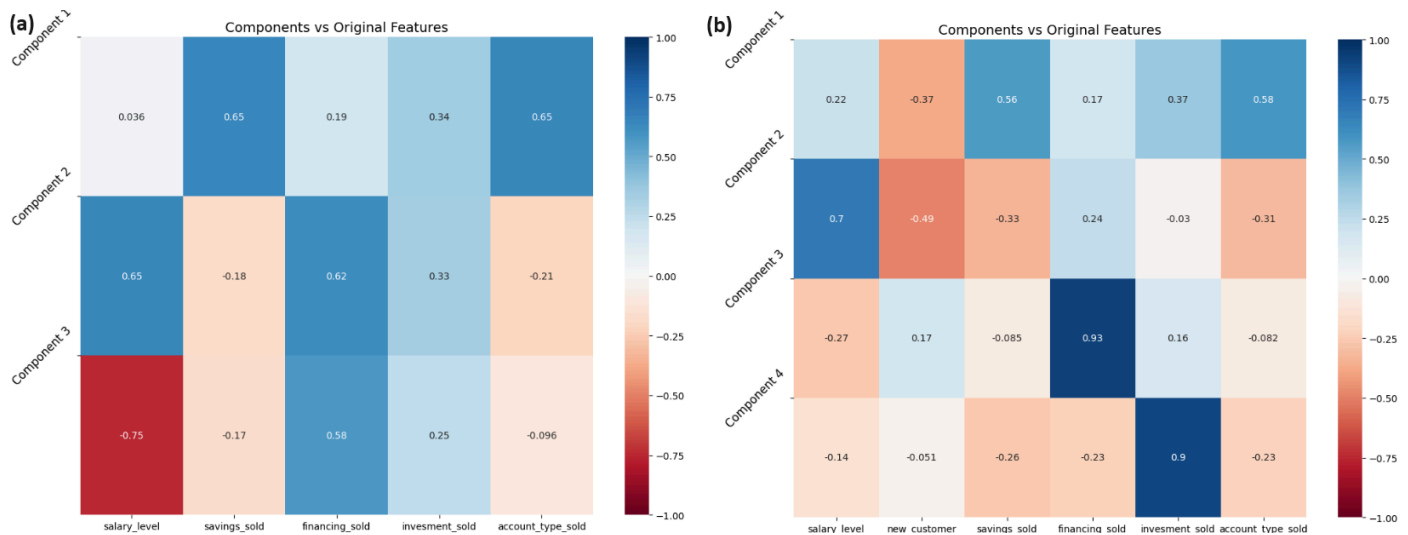 (a)
Components vs Original Features
Component 1
Component 2
Component 3
0.036 0.65 0.19 0.34 0.65
0.65 -0.18 0.62 0.33 -0.21
-0.75 -0.17 0.58 0.25 -0.096
salary_level savings_sold financing_sold invesment_sold account_type_sold
1.00
0.75
0.50
0.25
0.00
−0.25
−0.50
−0.75
−1.00
(b)
Components vs Original Features
Component 1
Component 2
Component 3
Component 4
0.22 -0.37 0.56 0.17 0.37 0.58
0.7 -0.49 -0.33 0.24 -0.03 -0.31
-0.27 0.17 -0.085 0.93 0.16 -0.082
-0.14 -0.051 -0.26 -0.23 0.9 -0.23
salary_level new_customer savings_sold financing_sold invesment_sold account_type_sold
1.00
0.75
0.50
0.25
0.00
−0.25
−0.50
−0.75
−1.00